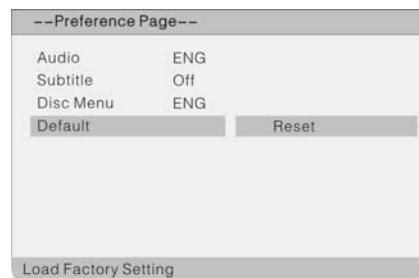 --Preference Page--
Audio ENG
Subtitle Off
Disc Menu ENG
Default Reset
Load Factory Setting